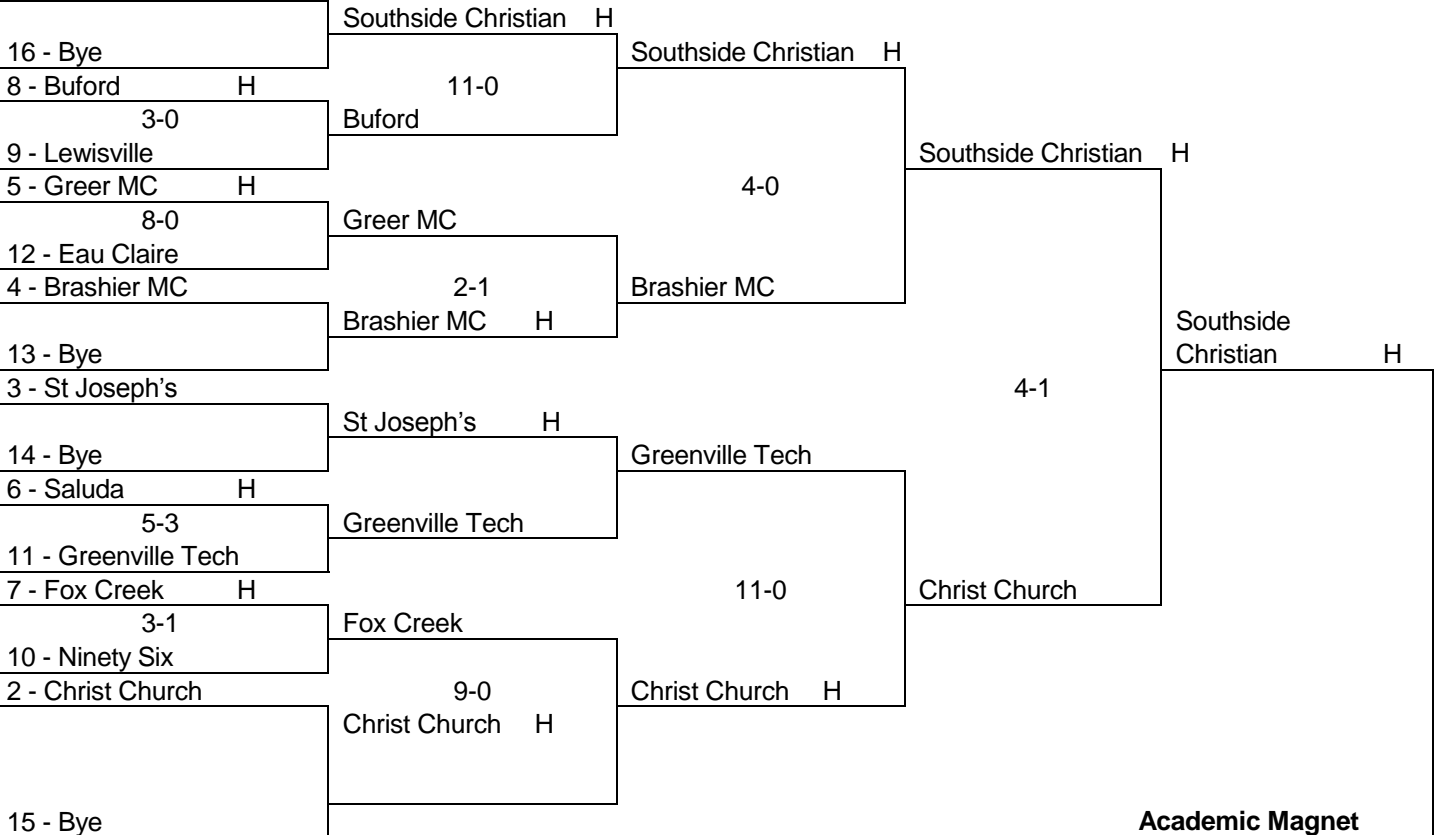 Southside Christian H
16 - Bye
Southside Christian H
8 - Buford H
11-0
3-0
Buford
9 - Lewisville
Southside Christian H
5 - Greer MC H
4-0
8-0
Greer MC
12 - Eau Claire
4 - Brashier MC
2-1
Brashier MC
Brashier MC H
Southside
13 - Bye
Christian H
3 - St Joseph’s
4-1
St Joseph’s H
14 - Bye
Greenville Tech
6 - Saluda H
5-3
Greenville Tech
11 - Greenville Tech
7 - Fox Creek H
11-0
Christ Church
3-1
Fox Creek
10 - Ninety Six
2 - Christ Church
9-0
Christ Church H
Christ Church H
15 - Bye
Academic Magnet